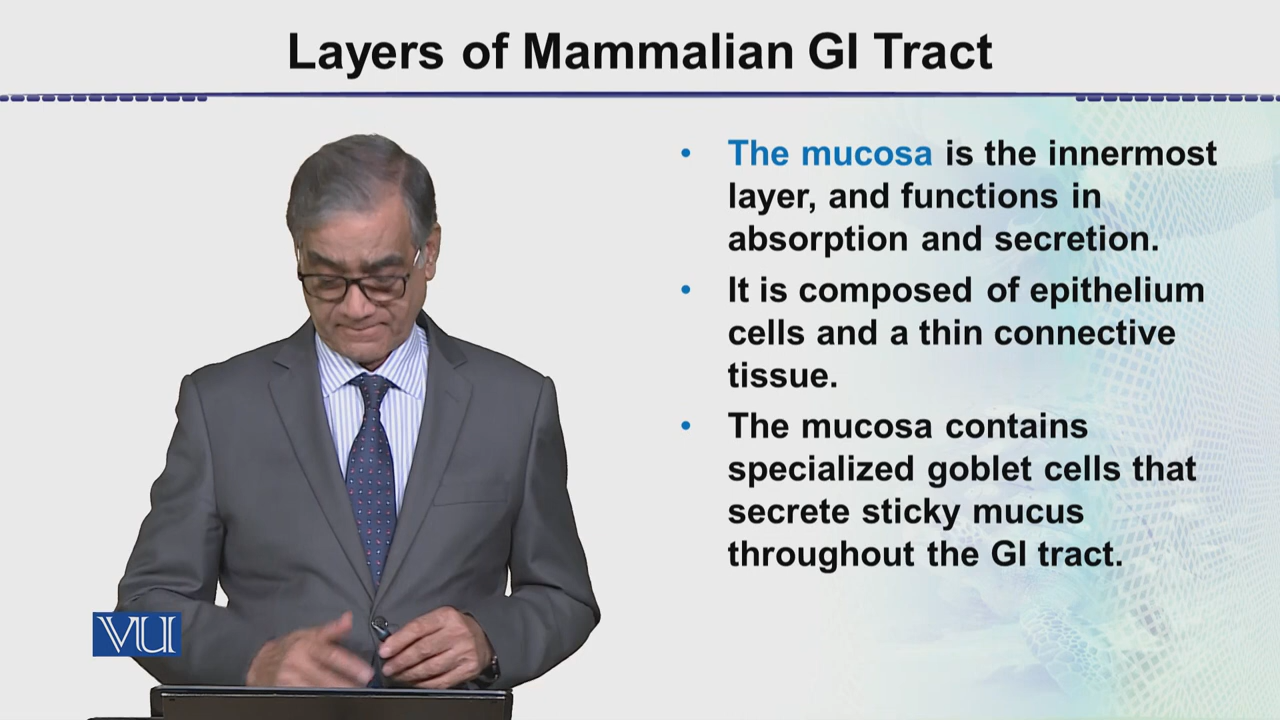 Layers of Mammalian GI Tract
• The mucosa is the innermost
layer, and functions in
absorption and secretion.
• It is composed of epithelium
cells and a thin connective
tissue.
• The mucosa contains
specialized goblet cells that
secrete sticky mucus
throughout the GI tract.
VU